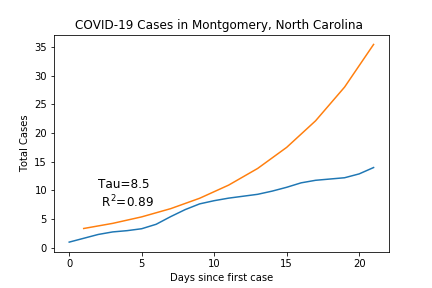 COVID-19 Cases in Montgomery, North Carolina
35
30
25
20
15
10
5
0
Total Cases
Tau=8.5
R²=0.89
0 5 10 15 20
Days since first case